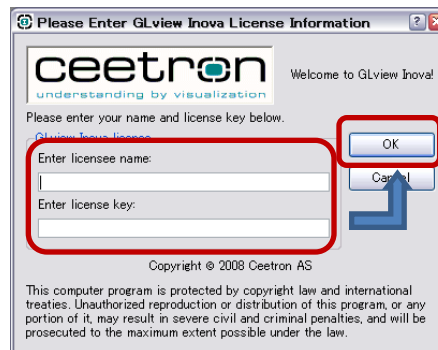 Please Enter GLview Inova License Information
ceetron
understanding by visualization
Welcome to GLview Inova!
Please enter your name and license key below.
GLview Inova license
Enter licensee name:
OK
Cancel
Enter license key:
Copyright © 2008 Ceetron AS
This computer program is protected by copyright law and international
treaties. Unauthorized reproduction or distribution of this program, or any
portion of it, may result in severe civil and criminal penalties, and will be
prosecuted to the maximum extent possible under the law.